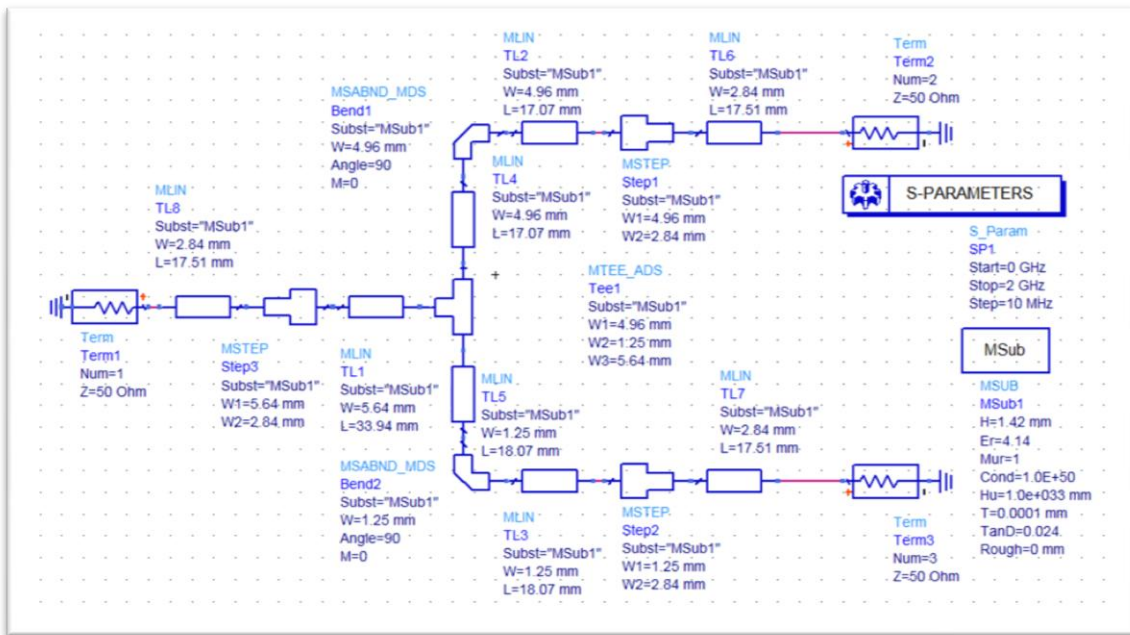 MLIN
TL2
Subst="MSub1"
W=4.96 mm
L=17.07 mm
MLIN
TL6
Subst="MSub1"
W=2.84 mm
L=17.51 mm
Term
Term2
Num=2
Z=50 Ohm
MSABND_MDS
Bend1
Subst="MSub1"
W=4.96 mm
Angle=90
M=0
MLIN
TL4
Subst="MSub1"
W=4.96 mm
L=17.07 mm
MSTEP
Step1
Subst="MSub1"
W1=4.96 mm
W2=2.84 mm
S-PARAMETERS
S_Param
SP1
Start=0 GHz
Stop=2 GHz
Step=10 MHz
MLIN
TL8
Subst="MSub1"
W=2.84 mm
L=17.51 mm
MTEE_ADS
Tee1
Subst="MSub1"
W1=4.96 mm
W2=1.25 mm
W3=5.64 mm
Term
Term1
Num=1
Z=50 Ohm
MSTEP
Step3
Subst="MSub1"
W1=5.64 mm
W2=2.84 mm
MLIN
TL1
Subst="MSub1"
W=5.64 mm
L=33.94 mm
MSub
MSUB
MSub1
H=1.42 mm
Er=4.14
Mur=1
Cond=1.0E+50
Hu=1.0e+033 mm
T=0.0001 mm
TanD=0.024
Rough=0 mm
MLIN
TL5
Subst="MSub1"
W=1.25 mm
L=18.07 mm
MLIN
TL7
Subst="MSub1"
W=2.84 mm
L=17.51 mm
MSABND_MDS
Bend2
Subst="MSub1"
W=1.25 mm
Angle=90
M=0
MLIN
TL3
Subst="MSub1"
W=1.25 mm
L=18.07 mm
MSTEP
Step2
Subst="MSub1"
W1=1.25 mm
W2=2.84 mm
Term
Term3
Num=3
Z=50 Ohm